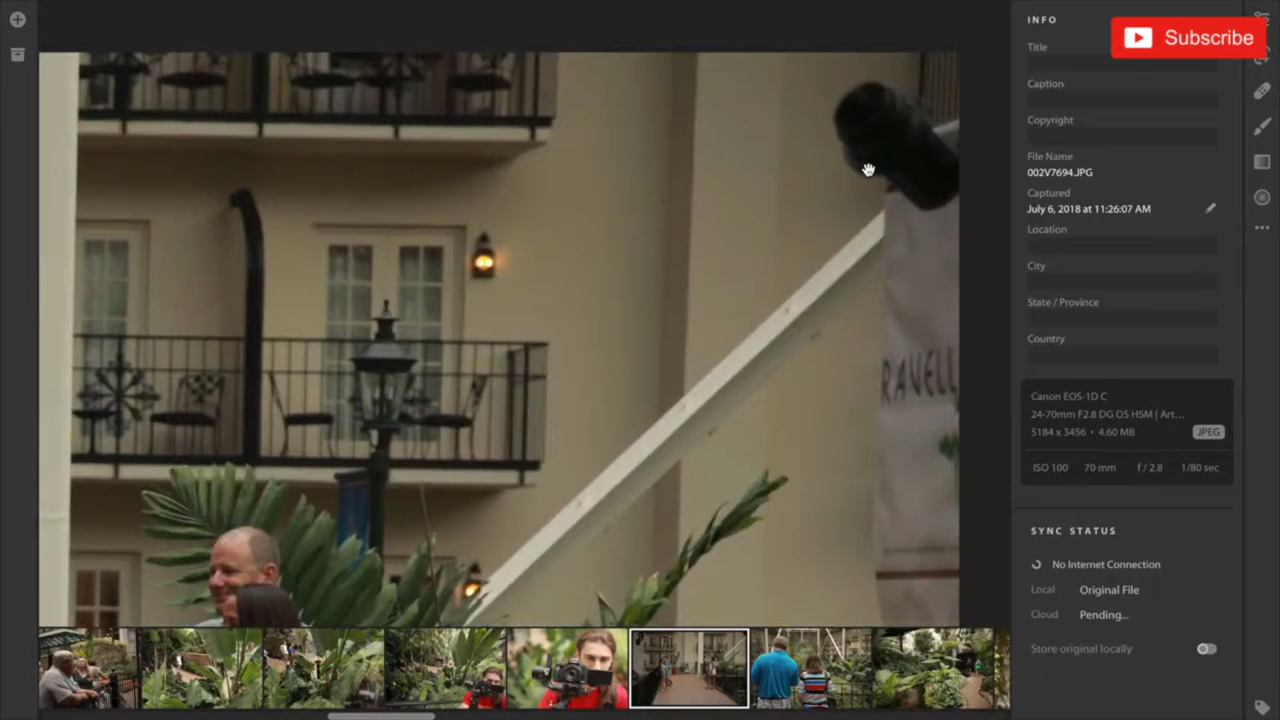 INFO
Subscribe
Title
Caption
Copyright
File Name
002V7694.JPG
Captured
July 6, 2018 at 11:26:07 AM
Location
City
State / Province
Country
RAVELL
Canon EOS-1D C
24-70mm F2.8 DG OS HSM | Art...
5184 x 3456 • 4.60 MB
JPEG
ISO 100 70 mm f / 2.8 1/80 sec
SYNC STATUS
No Internet Connection
Local Original File
Cloud Pending...
Store original locally